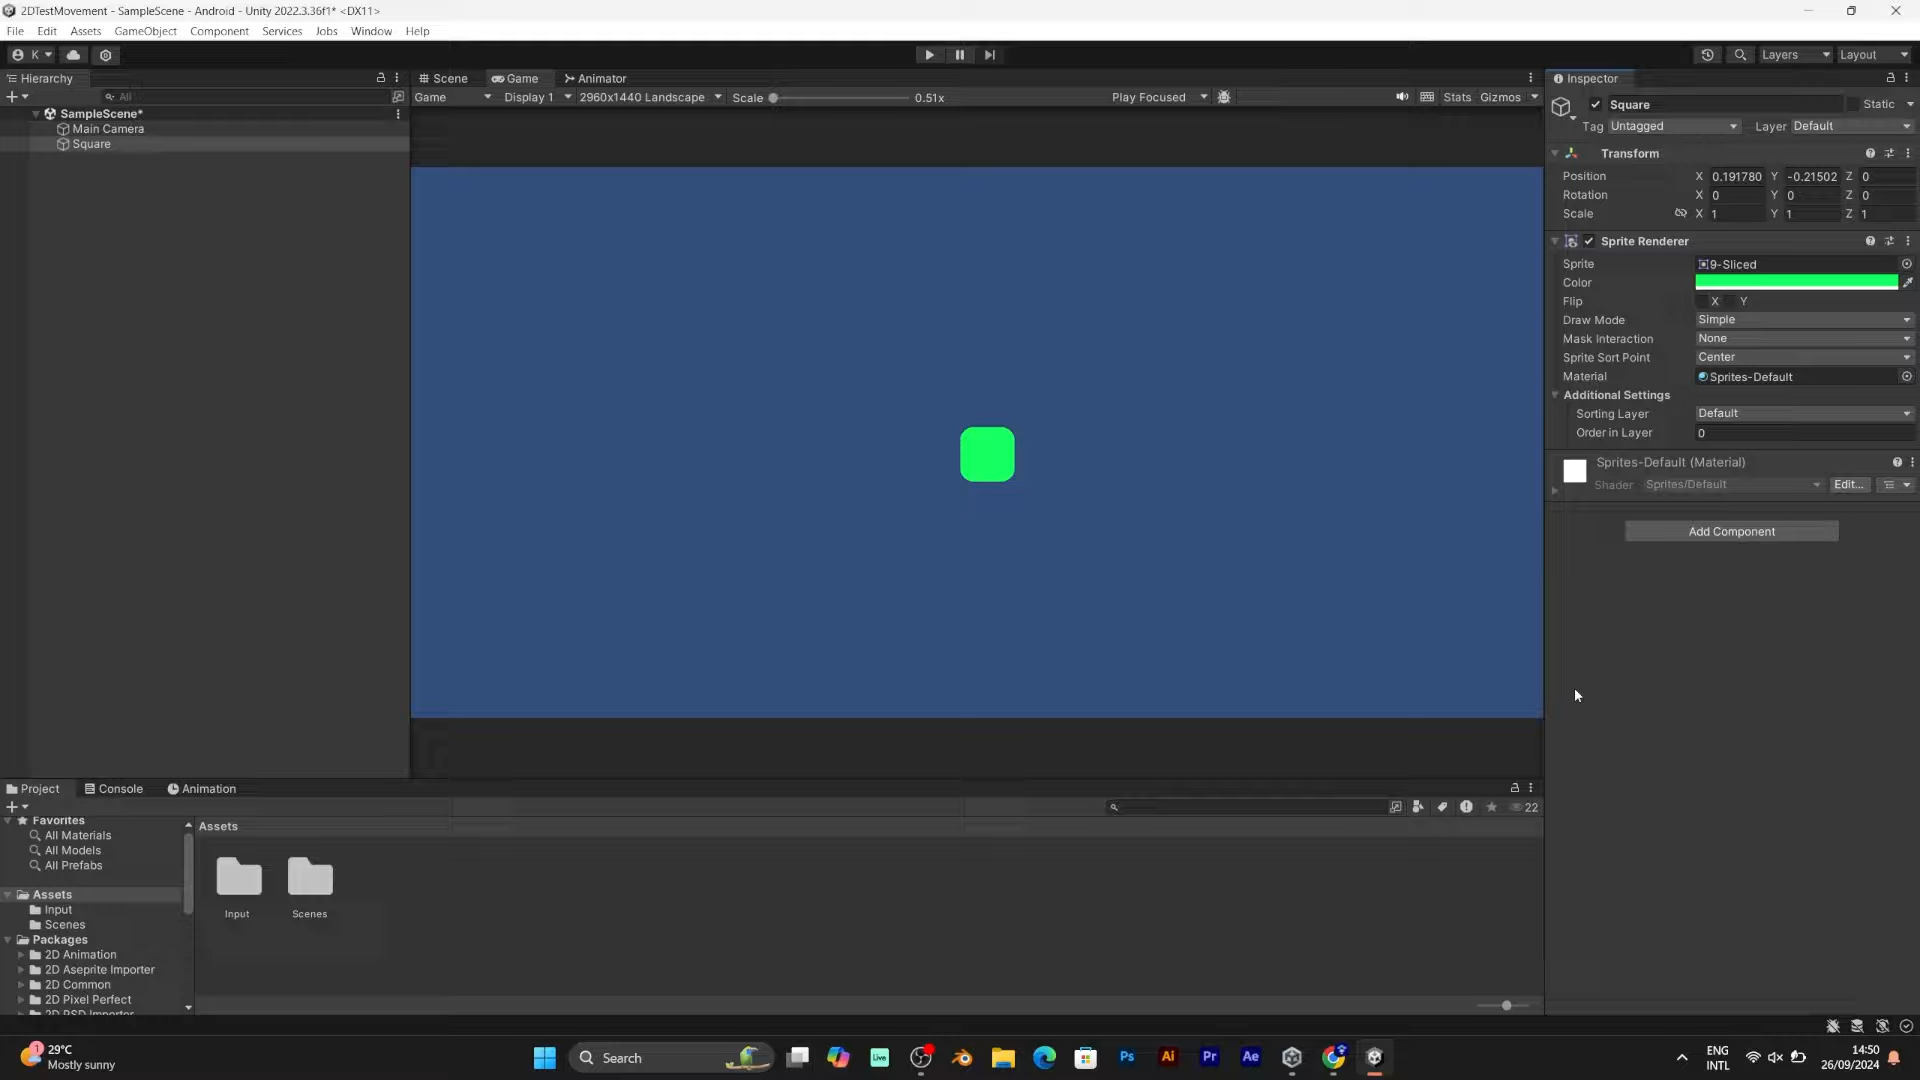 2DTestMovement - SampleScene - Android - Unity 2022.3.36f1* <DX11>
File Edit Assets GameObject Component Services Jobs Window Help
K Layers Layout
Hierarchy Scene Game Animator Inspector
All Game Display 1 2960x1440 Landscape Scale 0.51x Play Focused Stats Gizmos
SampleScene*
Main Camera
Square
Square Static
Tag Untagged Layer Default
Transform
Position X 0.191780 Y -0.21502 Z 0
Rotation X 0 Y 0 Z 0
Scale X 1 Y 1 Z 1
Sprite Renderer
Sprite 9-Sliced
Color
Flip X Y
Draw Mode Simple
Mask Interaction None
Sprite Sort Point Center
Material Sprites-Default
Additional Settings
Sorting Layer Default
Order in Layer 0
Sprites-Default (Material)
Shader Sprites/Default Edit...
Add Component
Project Console Animation
22
Favorites
All Materials
All Models
All Prefabs
Assets
Input
Scenes
Packages
2D Animation
2D Aseprite Importer
2D Common
2D Pixel Perfect
2D PSD Importer
Assets
Input Scenes
29°C
Mostly sunny
1
Search
Live
Ps Ai Pr Ae
ENG
INTL
14:50
26/09/2024